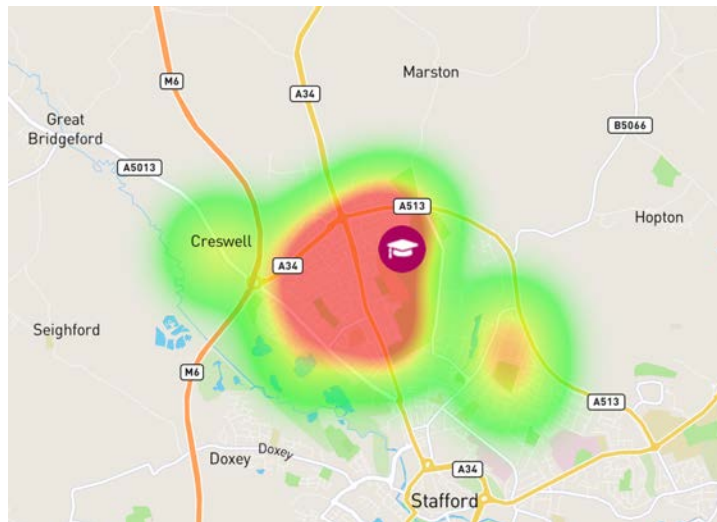 Marston
M6
A34
Great
Bridgeford
B5066
A5013
A513
Hopton
Creswell
A34
Seighford
M6
A513
Doxey
Doxey
A34
Stafford